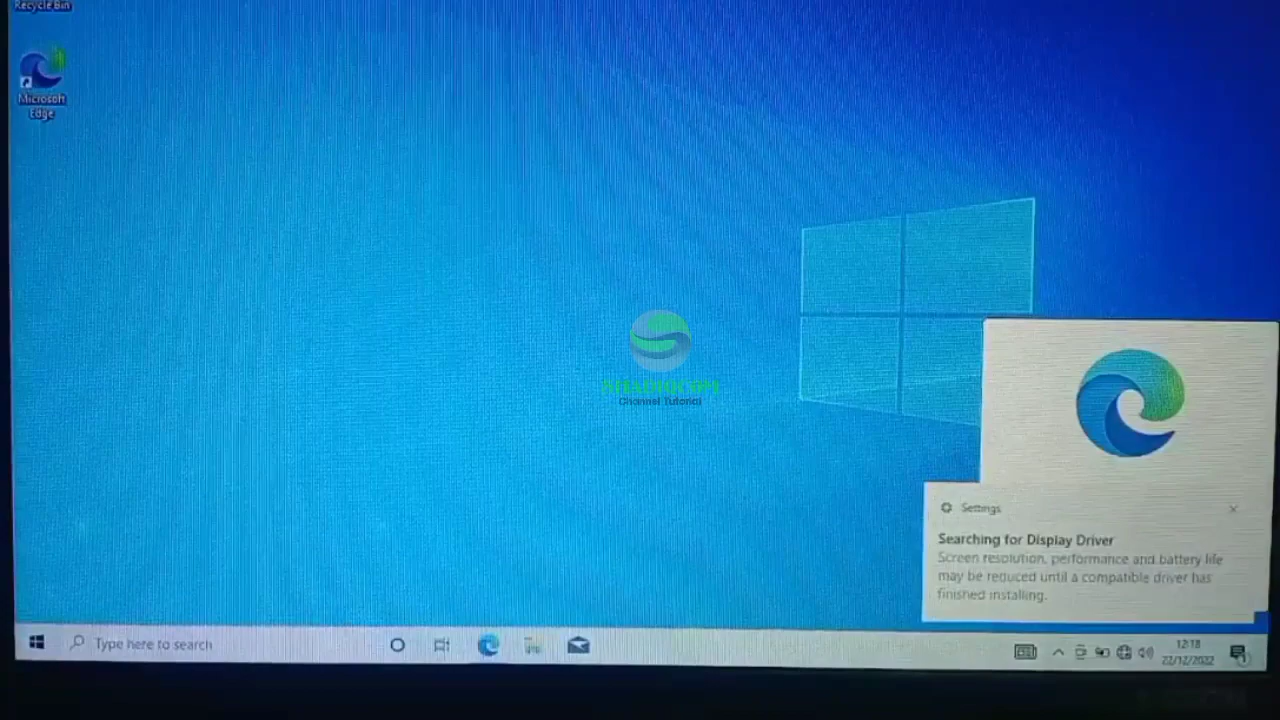 Recycle Bin
Microsoft
Edge
Channel Tutorial
Settings
Searching for Display Driver
Screen resolution, performance and battery life
may be reduced until a compatible driver has
finished installing.
Type here to search
12:18
22/12/2022